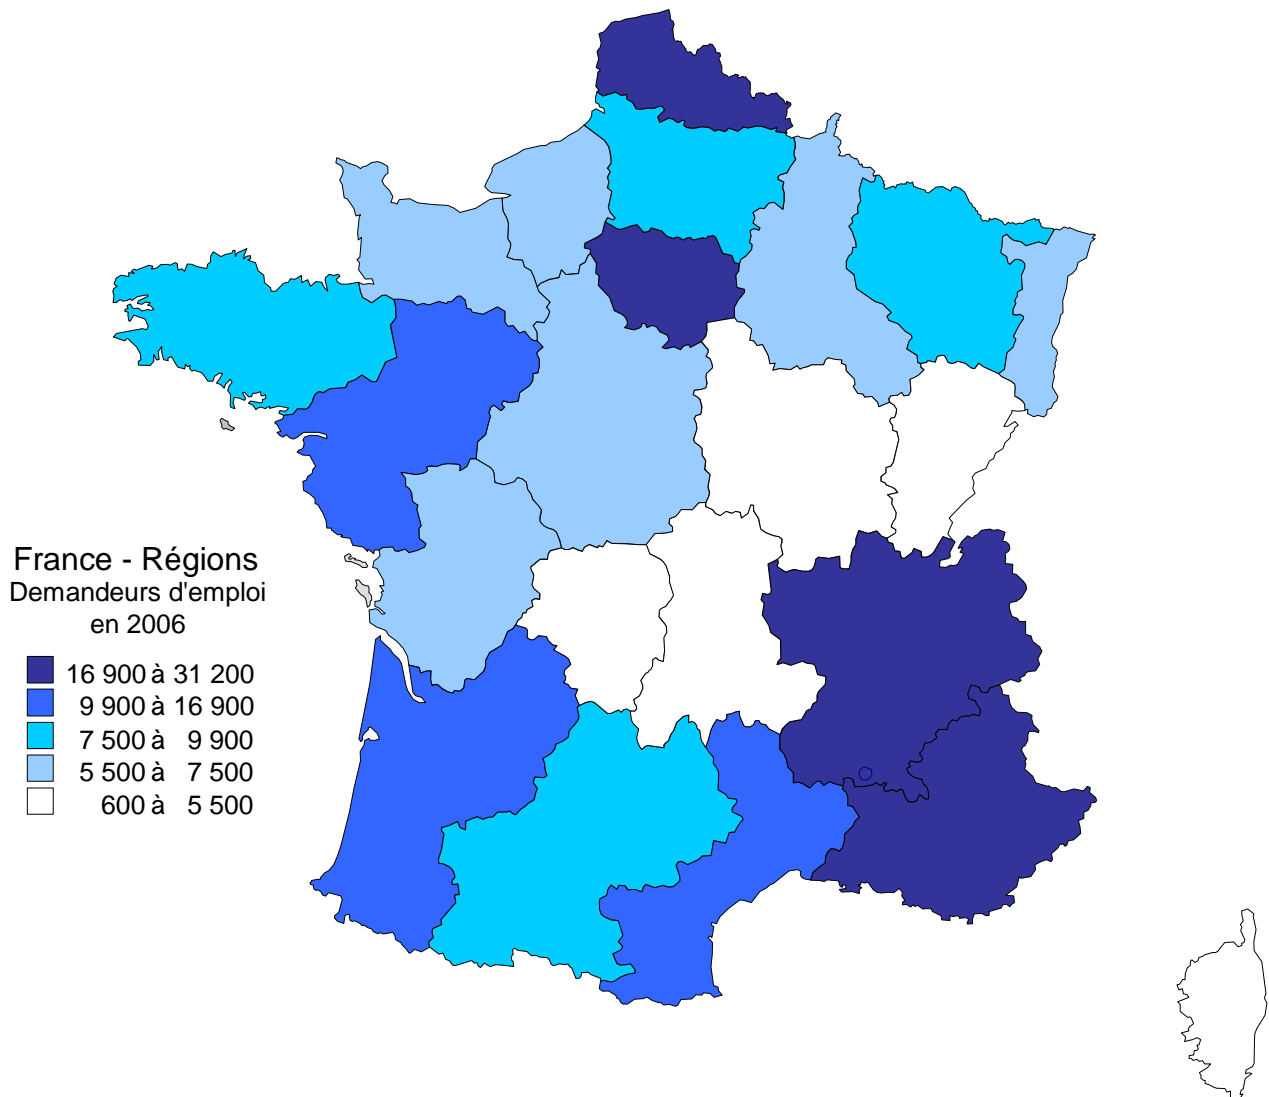 France - Régions
Demandeurs d'emploi
en 2006
16 900 à 31 200
9 900 à 16 900
7 500 à 9 900
5 500 à 7 500
600 à 5 500